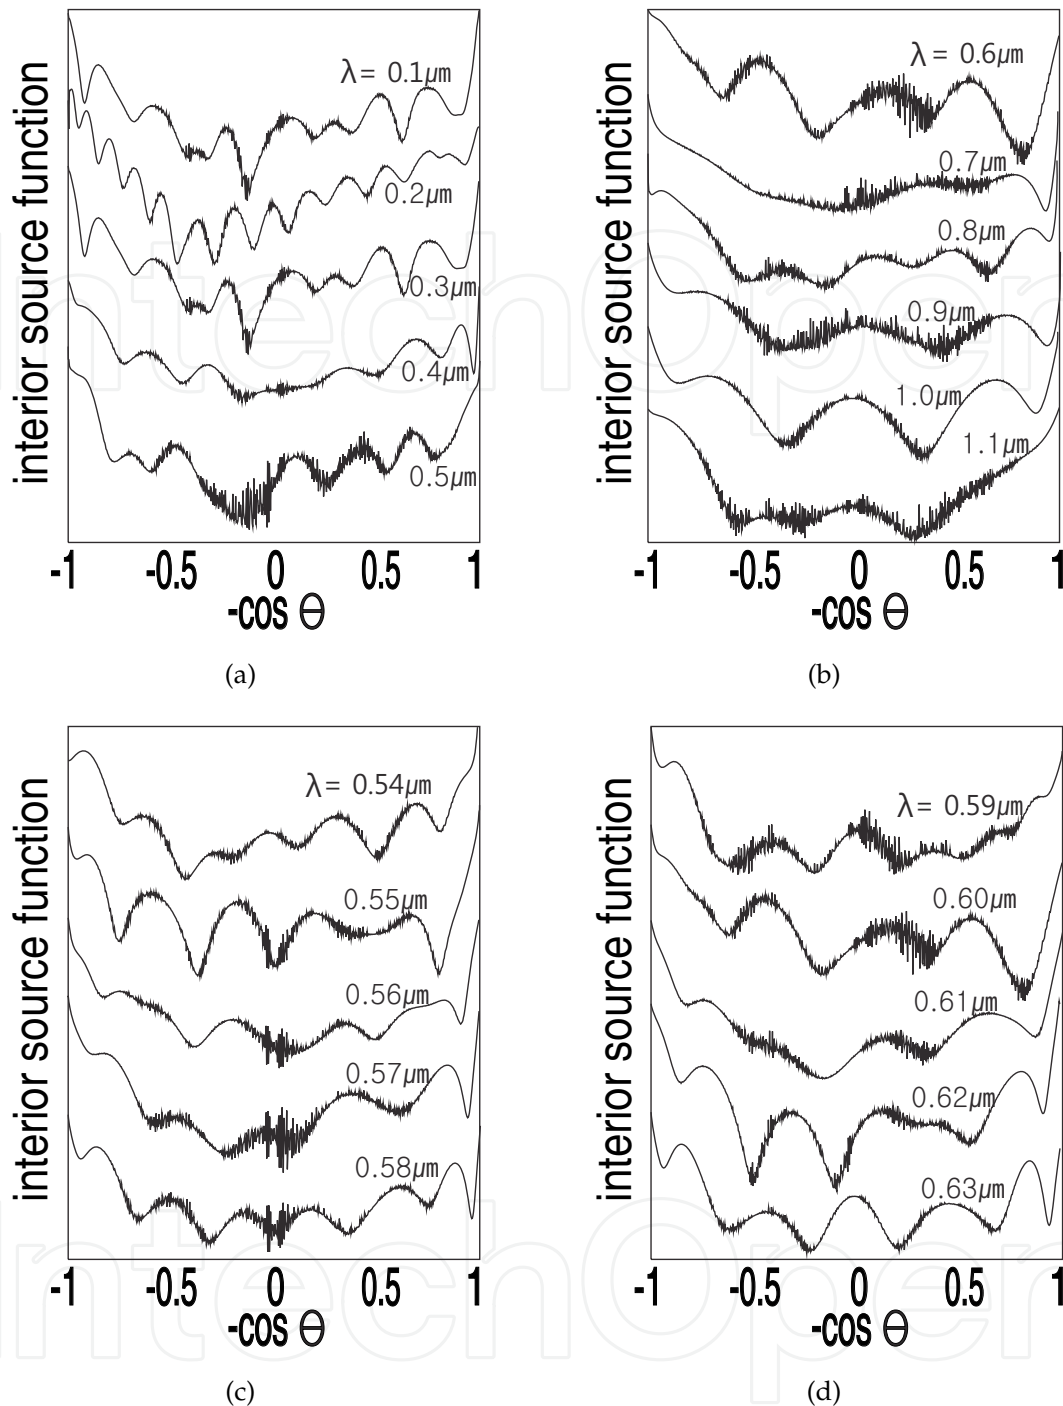 interior source function
λ= 0.1μm
0.2μm
0.3μm
0.4μm
0.5μm
-1 -0.5 0 0.5 1
-cos θ
(a)
interior source function
λ= 0.6μm
0.7μm
0.8μm
0.9μm
1.0μm
1.1μm
-1 -0.5 0 0.5 1
-cos θ
(b)
interior source function
λ= 0.54μm
0.55μm
0.56μm
0.57μm
0.58μm
-1 -0.5 0 0.5 1
-cos θ
(c)
interior source function
λ= 0.59μm
0.60μm
0.61μm
0.62μm
0.63μm
-1 -0.5 0 0.5 1
-cos θ
(d)
IntechOpen
IntechOpen